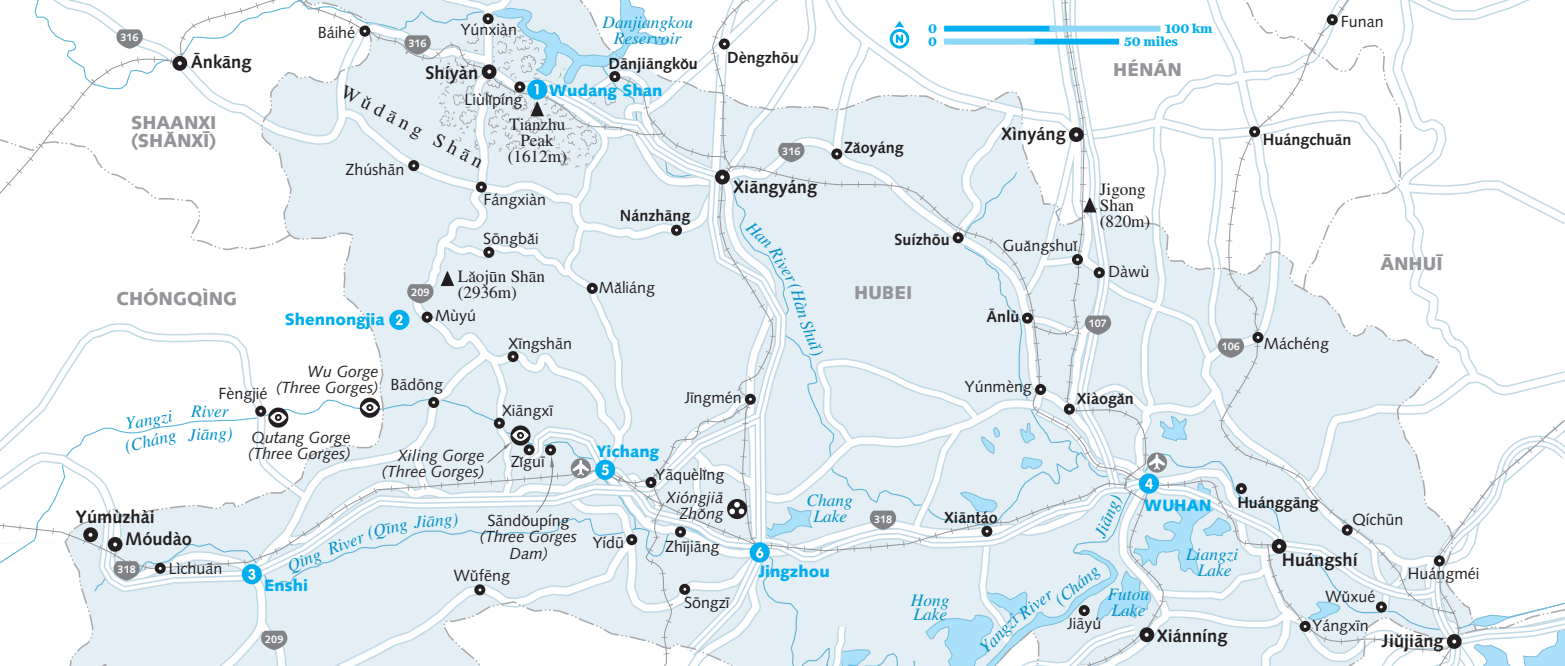 Báihé
Yúnxiàn
Danjiangkou
Reservoir
0
100 km
0
50 miles
N
Funan
316
316
Ānkāng
Shíyàn
Dānjiāngkǒu
Dèngzhōu
HÉNÁN
Liùlǐpíng
1
Wudang Shan
SHAANXI
(SHǍNXĪ)
Wǔdāng Shān
Tianzhu
Peak
(1612m)
Xìnyáng
Huángchuān
316
Zǎoyáng
Zhúshān
Xiāngyáng
Fángxiàn
Jigong
Shan
(820m)
Nánzhāng
Han River (Hàn Shuǐ)
Sōngbǎi
Suízhōu
Guǎngshuǐ
Dàwù
ĀNHUĪ
Lǎojūn Shān
(2936m)
209
Mǎliáng
HUBEI
CHÓNGQÌNG
Shennongjia
2
Mùyú
Ānlù
107
106
Máchéng
Xīngshān
Wu Gorge
(Three Gorges)
Bādōng
Fèngjié
Yúnmèng
Xiàogǎn
Jīngmén
Yangzi River
(Cháng Jiāng)
Qutang Gorge
(Three Gorges)
Xiāngxī
Xiling Gorge
(Three Gorges)
Zǐguī
Yichang
5
Yāquèlǐng
4
WUHAN
Xióngjiā
Zhǒng
Chang
Lake
318
Xiāntáo
Huánggāng
Qíchūn
Yúmùzhài
Móudào
Qing River (Qīng Jiāng)
Sāndǒupíng
(Three Gorges
Dam)
Yídū
Zhījiāng
Liangzi
Lake
Huángshí
318
Lìchuān
3
Enshi
6
Jingzhou
Huángméi
Wǔfēng
Sōngzī
Hong
Lake
Yangzi River (Cháng
Jiāng)
Futou
Lake
Jiāyú
Wǔxué
Yángxīn
209
Xiánníng
Jiǔjiāng